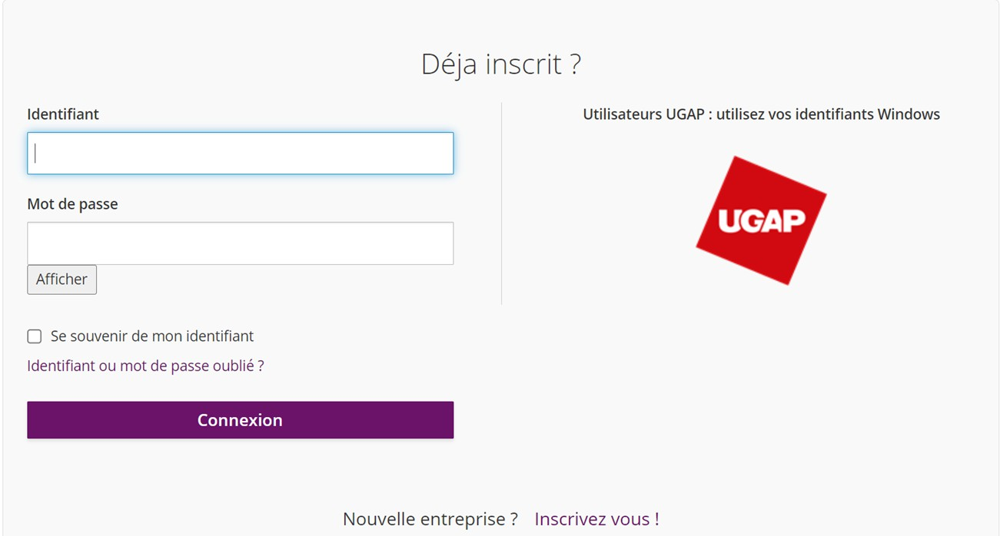 Déja inscrit ?
Identifiant
Mot de passe
Afficher
Se souvenir de mon identifiant
Identifiant ou mot de passe oublié ?
Connexion
Utilisateurs UGAP : utilisez vos identifiants Windows
UGAP
Nouvelle entreprise ? Inscrivez vous !